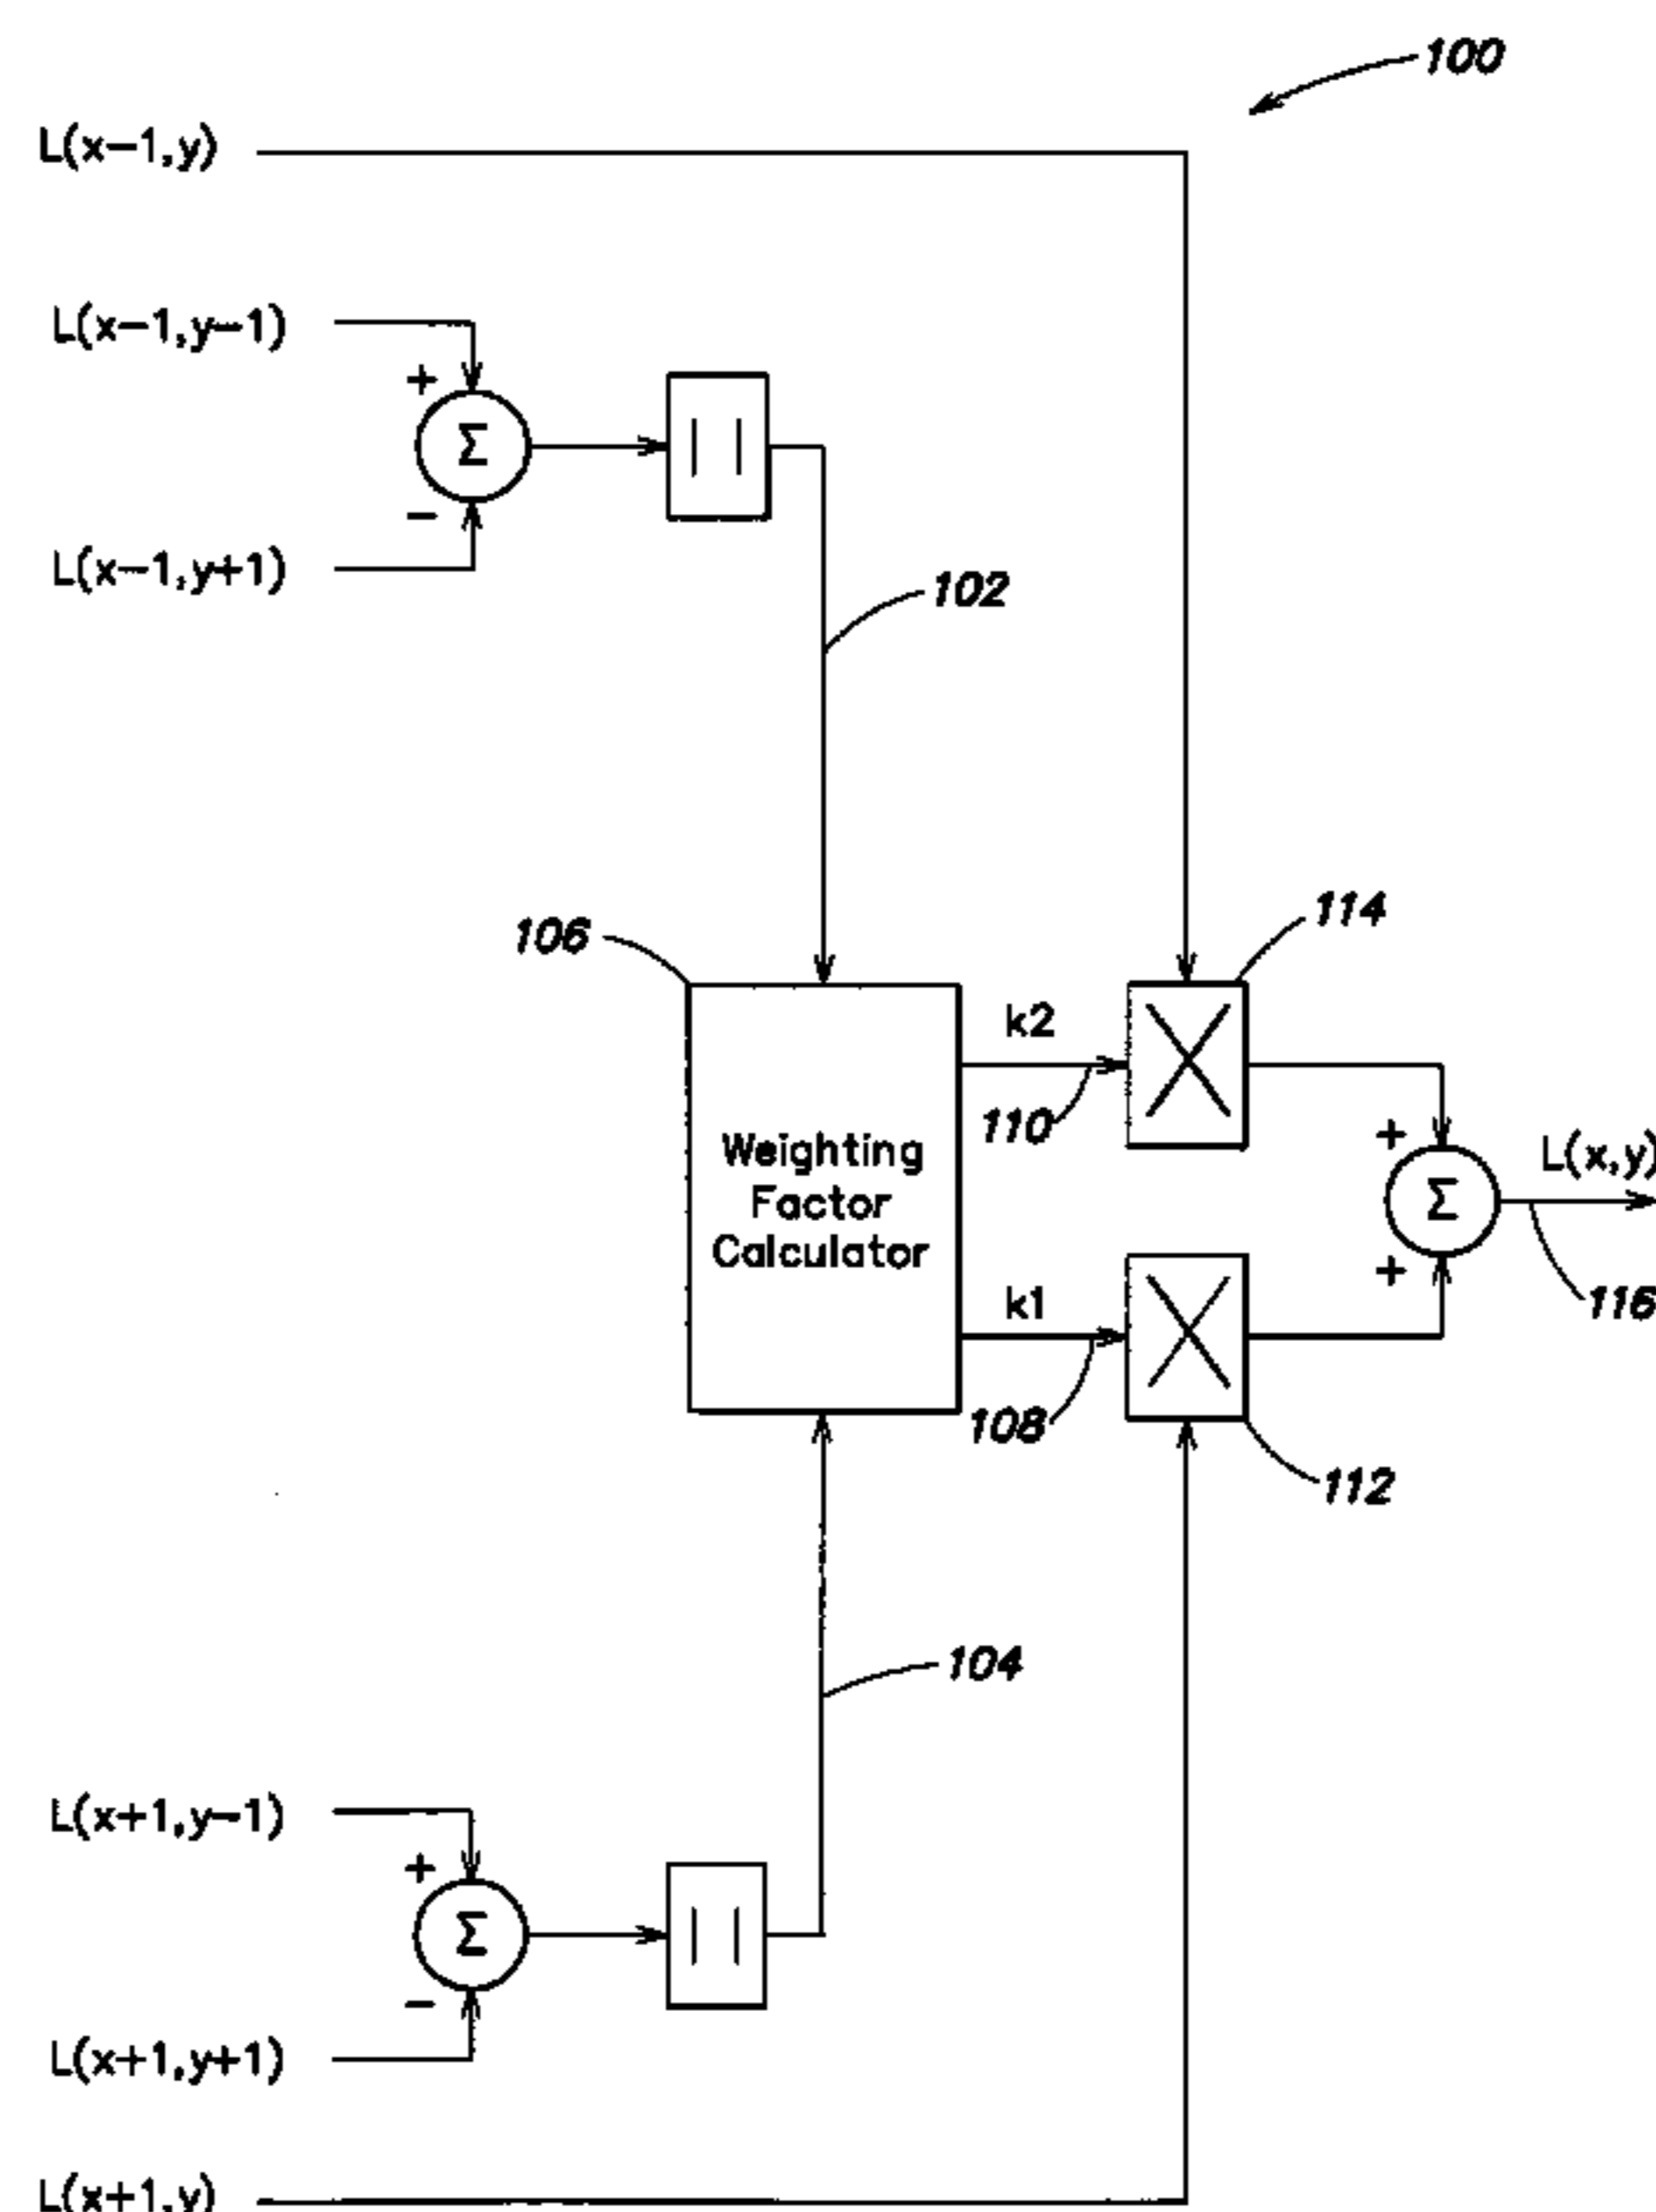 100
L(x-1,y)
L(x-1,y-1)
+
Σ
| |
-
L(x-1,y+1)
102
106
114
k2
110
Weighting
Factor
Calculator
+
Σ
L(x,y)
+
116
k1
108
112
104
L(x+1,y-1)
+
Σ
| |
-
L(x+1,y+1)
L(x+1,y)